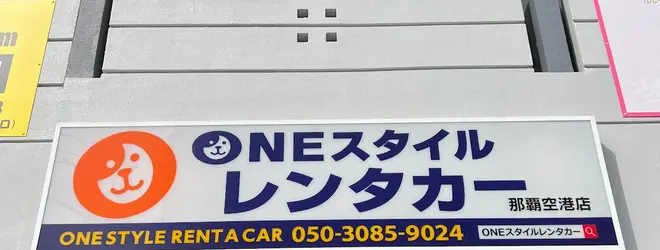 ONEスタイル
レンタカー
那覇空港店
ONE STYLE RENT A CAR 050-3085-9024
ONEスタイルレンタカー